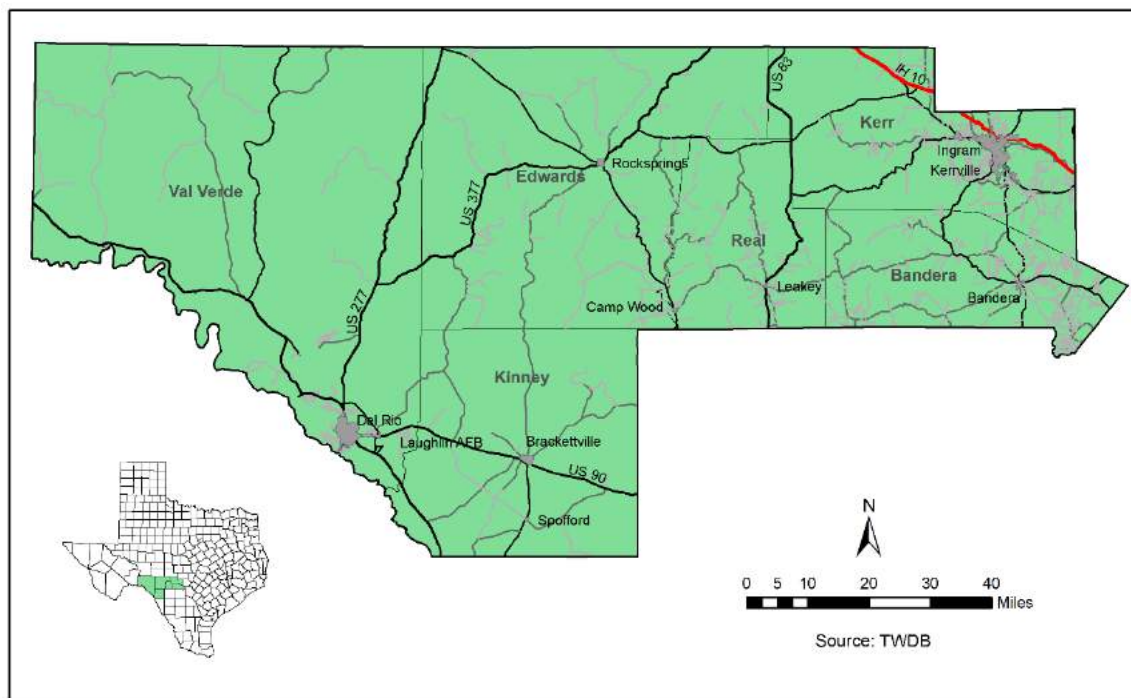 US 83
IH 10
Kerr
Ingram
Kerrville
Rocksprings
Edwards
Val Verde
US 377
Real
Bandera
Leakey
Bandera
Camp Wood
US 277
Kinney
Del Rio
Laughlin AFB
Brackettville
US 90
Spofford
N
0 5 10 20 30 40
Miles
Source: TWDB